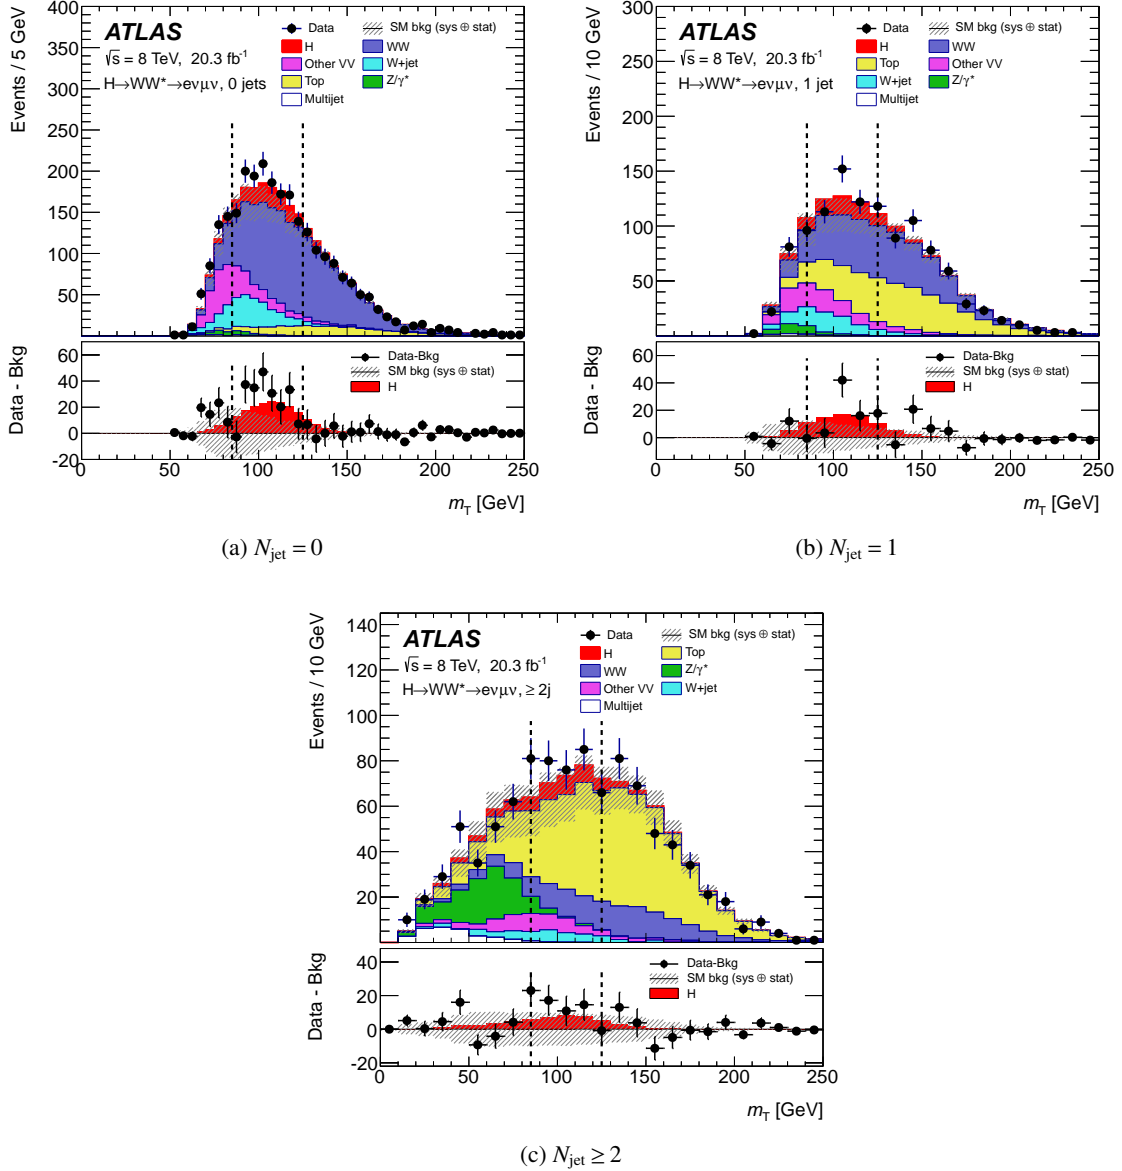 Events / 5 GeV
400
350
300
250
200
150
100
50
ATLAS
√s = 8 TeV, 20.3 fb⁻¹
H→WW*→eνμν, 0 jets
Data
SM bkg (sys ⊕ stat)
H
WW
Other VV
W+jet
Top
Z/γ*
Multijet
Data - Bkg
60
40
20
0
-20
Data-Bkg
SM bkg (sys ⊕ stat)
H
0 50 100 150 200 250
m_T [GeV]
(a) N_jet = 0
Events / 10 GeV
300
250
200
150
100
50
ATLAS
√s = 8 TeV, 20.3 fb⁻¹
H→WW*→eνμν, 1 jet
Data
SM bkg (sys ⊕ stat)
H
WW
Top
Other VV
W+jet
Z/γ*
Multijet
Data - Bkg
60
40
20
0
Data-Bkg
SM bkg (sys ⊕ stat)
H
0 50 100 150 200 250
m_T [GeV]
(b) N_jet = 1
Events / 10 GeV
140
120
100
80
60
40
20
ATLAS
√s = 8 TeV, 20.3 fb⁻¹
H→WW*→eνμν, ≥ 2j
Data
SM bkg (sys ⊕ stat)
H
Top
WW
Z/γ*
Other VV
W+jet
Multijet
Data - Bkg
40
20
0
-20
Data-Bkg
SM bkg (sys ⊕ stat)
H
0 50 100 150 200 250
m_T [GeV]
(c) N_jet ≥ 2